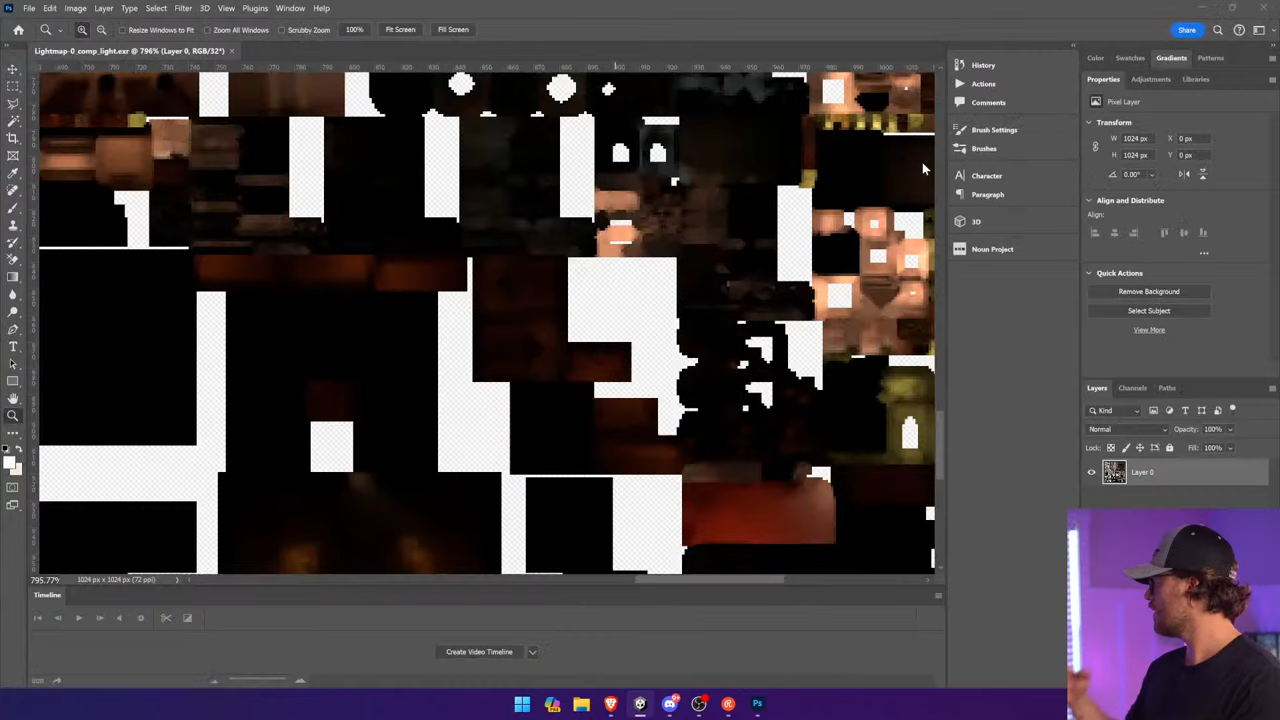 File Edit Image Layer Type Select Filter 3D View Plugins Window Help
Resize Windows to Fit Zoom All Windows Scrubby Zoom 100% Fit Screen Fill Screen Share
Lightmap-0_comp_light.exr @ 796% (Layer 0, RGB/32*) ×
History
Actions
Comments
Brush Settings
Brushes
Character
Paragraph
3D
Noun Project
Color Swatches Gradients Patterns
Properties Adjustments Libraries
Pixel Layer
Transform
W 1024 px X 0 px
H 1024 px Y 0 px
0.00°
Align and Distribute
Align:
Quick Actions
Remove Background
Select Subject
View More
Layers Channels Paths
Kind
Normal Opacity: 100%
Lock: Fill: 100%
Layer 0
795.77% 1024 px x 1024 px (72 ppi)
Timeline
Create Video Timeline